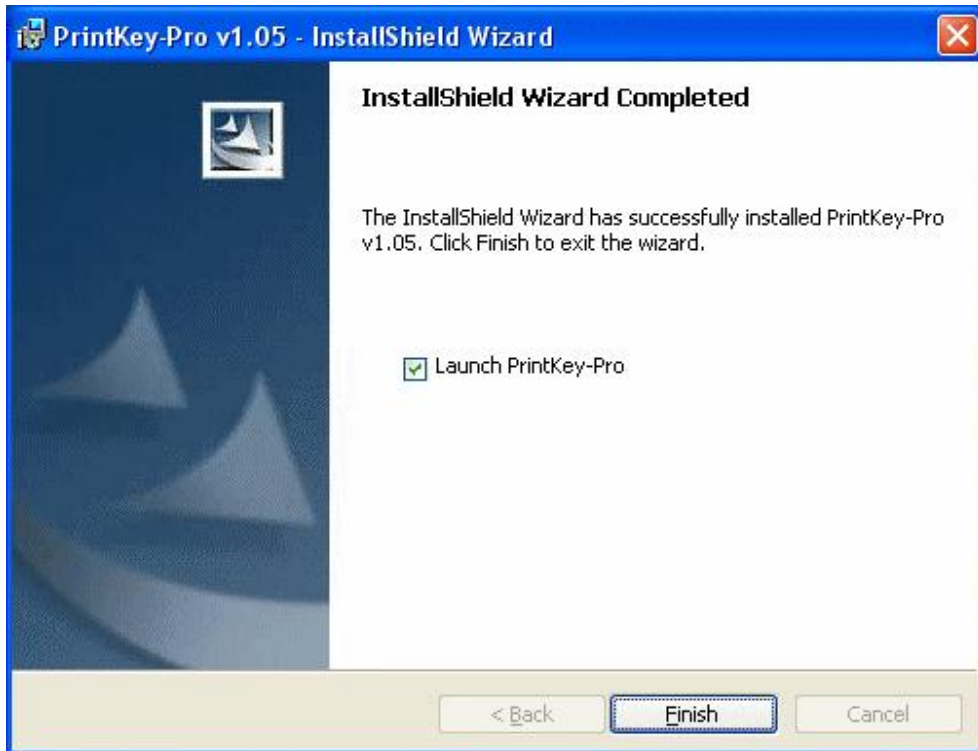 PrintKey-Pro v1.05 - InstallShield Wizard
InstallShield Wizard Completed
The InstallShield Wizard has successfully installed PrintKey-Pro
v1.05. Click Finish to exit the wizard.
Launch PrintKey-Pro
< Back
Finish
Cancel